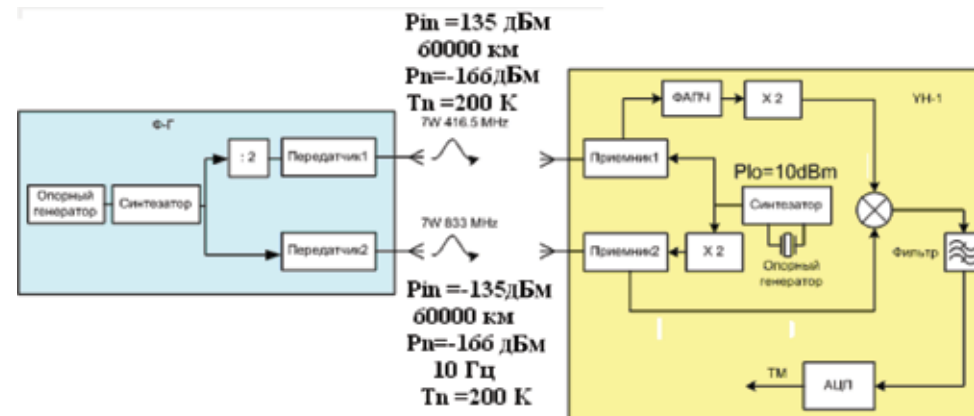 Pin =135 дБм
60000 км
Pn=-166дБм
Tn =200 K
7W 416.5 MHz
Ф-Г
: 2
Передатчик1
Опорный
генератор
Синтезатор
Передатчик2
7W 833 MHz
Pin=-135дБм
60000 км
Pn=-166 дБм
10 Гц
Tn =200 K
ФАПЧ
X 2
YH-1
Приемник1
Plo=10dBm
Синтезатор
Приемник2
X 2
Опорный
генератор
Фильтр
ТМ
АЦП